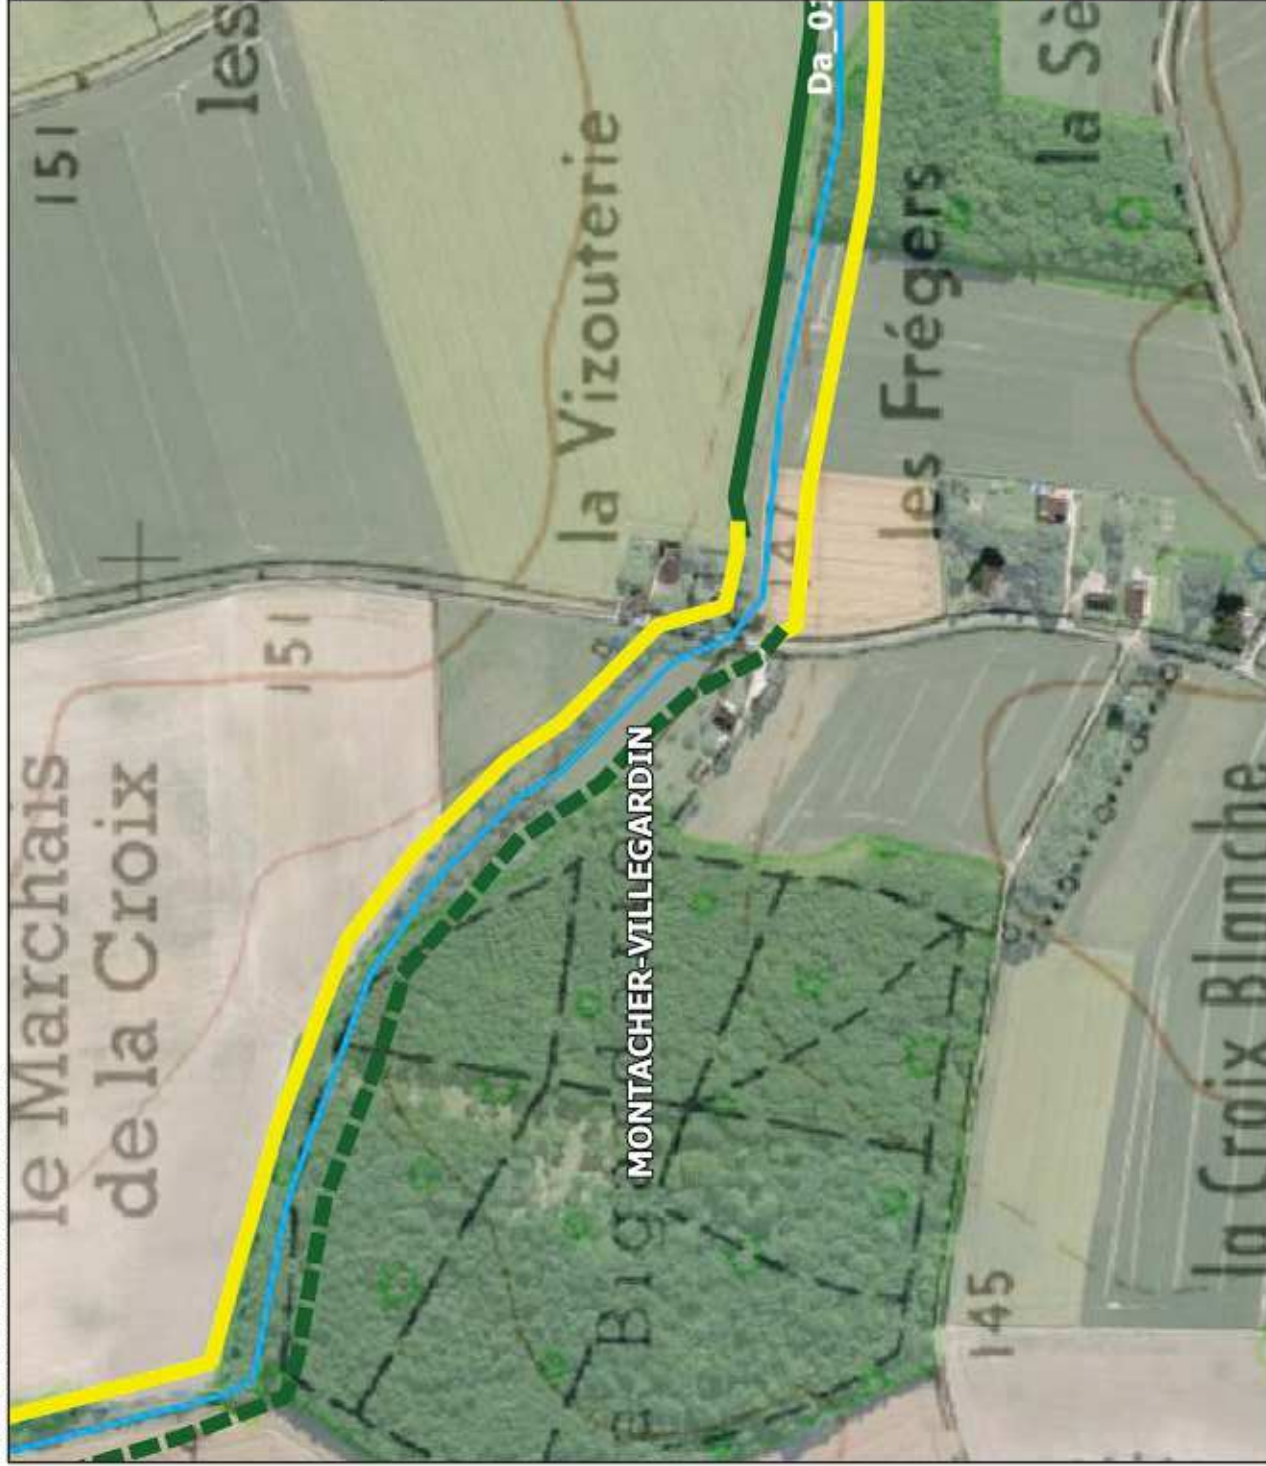 le Marchais
de la Croix
151
151
les
la Vizouterie
Da_0
MONTACHER-VILLEGARDIN
les Frégers
la Sè
147
145
la Croix Blanche